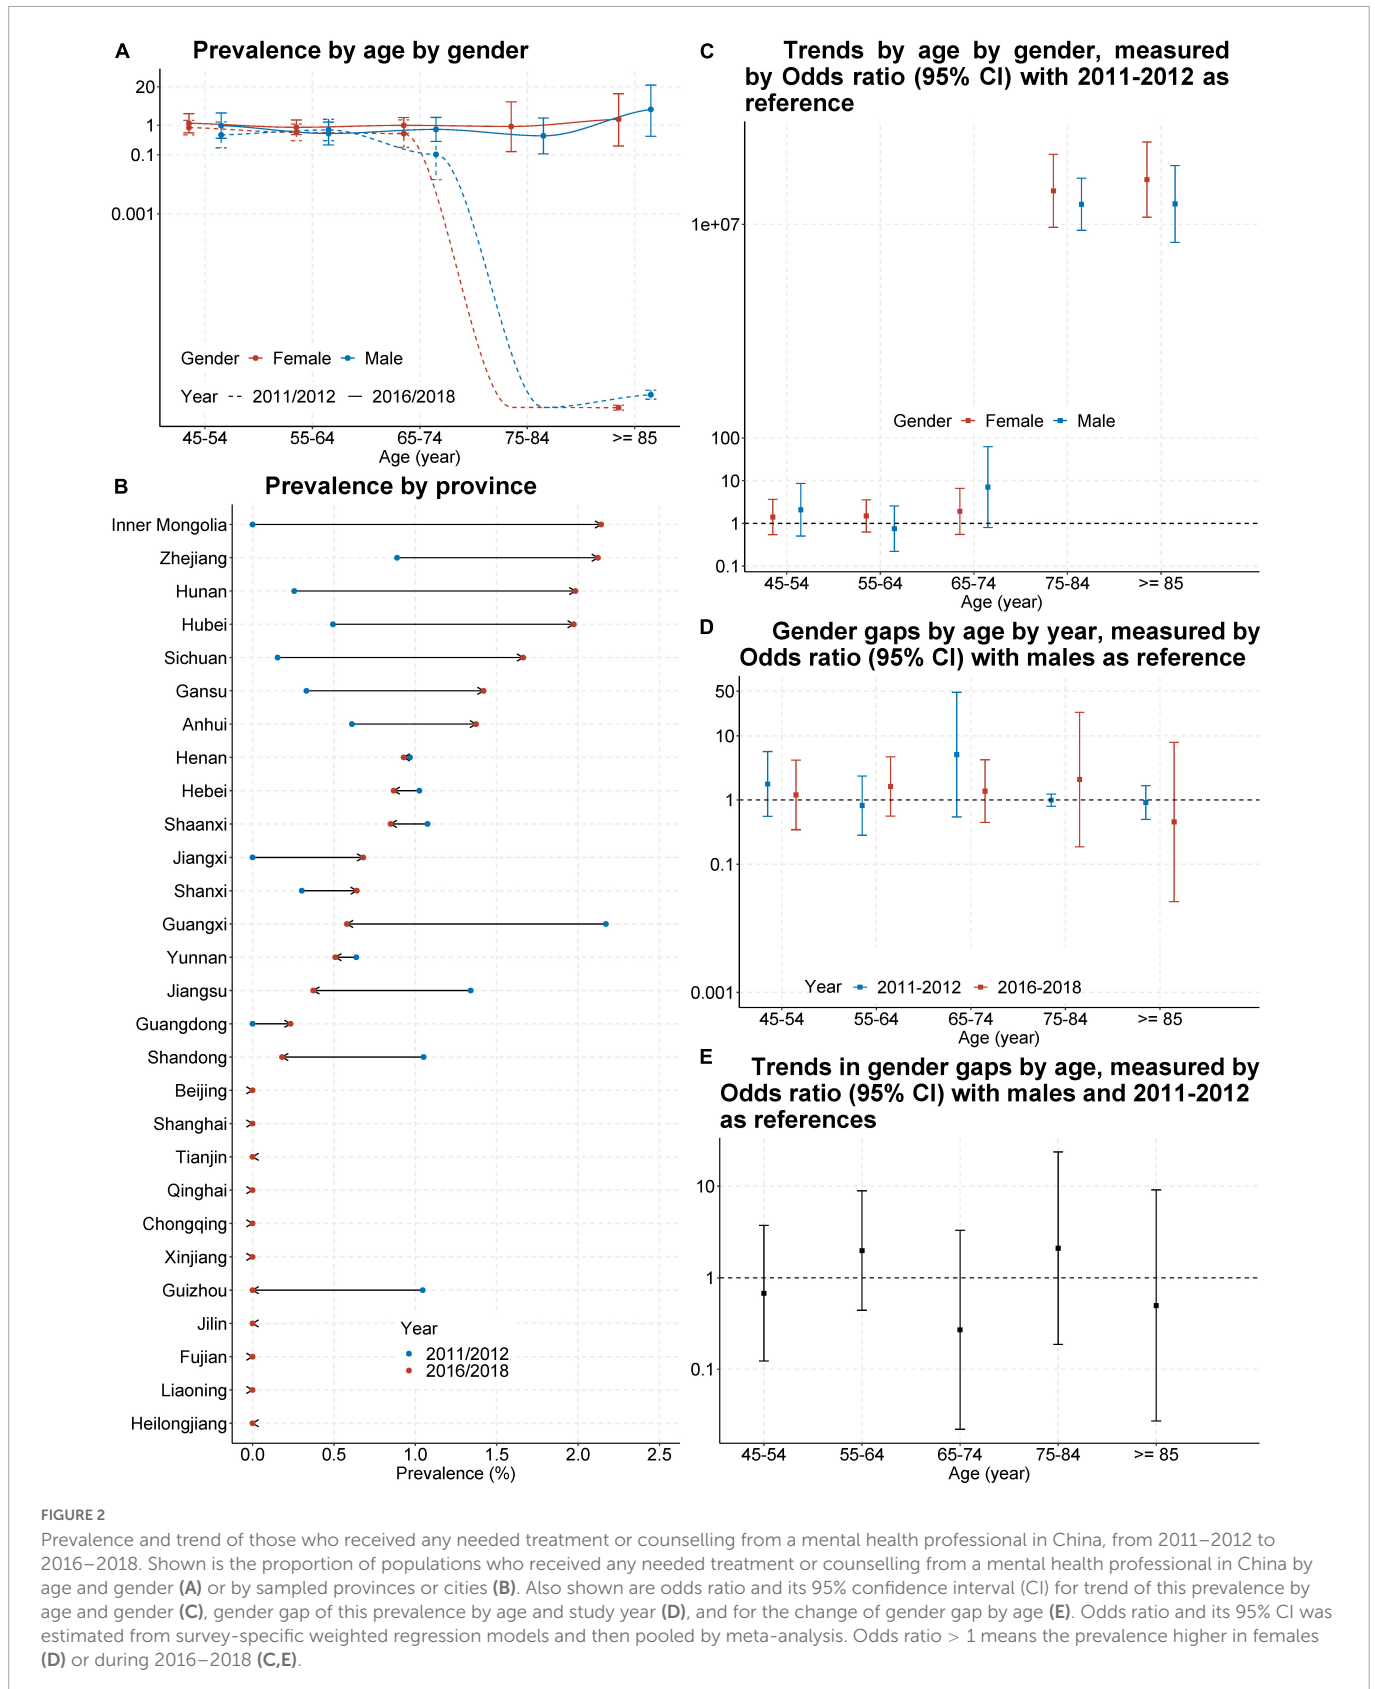 A
Prevalence by age by gender
20
1
0.1
0.001
Gender Female Male
Year 2011/2012 2016/2018
45-54 55-64 65-74 75-84 >= 85
Age (year)
B
Prevalence by province
Inner Mongolia
Zhejiang
Hunan
Hubei
Sichuan
Gansu
Anhui
Henan
Hebei
Shaanxi
Jiangxi
Shanxi
Guangxi
Yunnan
Jiangsu
Guangdong
Shandong
Beijing
Shanghai
Tianjin
Qinghai
Chongqing
Xinjiang
Guizhou
Jilin
Fujian
Liaoning
Heilongjiang
Year
2011/2012
2016/2018
0.0 0.5 1.0 1.5 2.0 2.5
Prevalence (%)
C
Trends by age by gender, measured
by Odds ratio (95% CI) with 2011-2012 as
reference
1e+07
Gender Female Male
100
10
1
0.1
45-54 55-64 65-74 75-84 >= 85
Age (year)
D
Gender gaps by age by year, measured by
Odds ratio (95% CI) with males as reference
50
10
1
0.1
0.001
Year 2011-2012 2016-2018
45-54 55-64 65-74 75-84 >= 85
Age (year)
E
Trends in gender gaps by age, measured by
Odds ratio (95% CI) with males and 2011-2012
as references
10
1
0.1
45-54 55-64 65-74 75-84 >= 85
Age (year)
FIGURE 2
Prevalence and trend of those who received any needed treatment or counselling from a mental health professional in China, from 2011–2012 to
2016–2018. Shown is the proportion of populations who received any needed treatment or counselling from a mental health professional in China by
age and gender (A) or by sampled provinces or cities (B). Also shown are odds ratio and its 95% confidence interval (CI) for trend of this prevalence by
age and gender (C), gender gap of this prevalence by age and study year (D), and for the change of gender gap by age (E). Odds ratio and its 95% CI was
estimated from survey-specific weighted regression models and then pooled by meta-analysis. Odds ratio > 1 means the prevalence higher in females
(D) or during 2016–2018 (C,E).